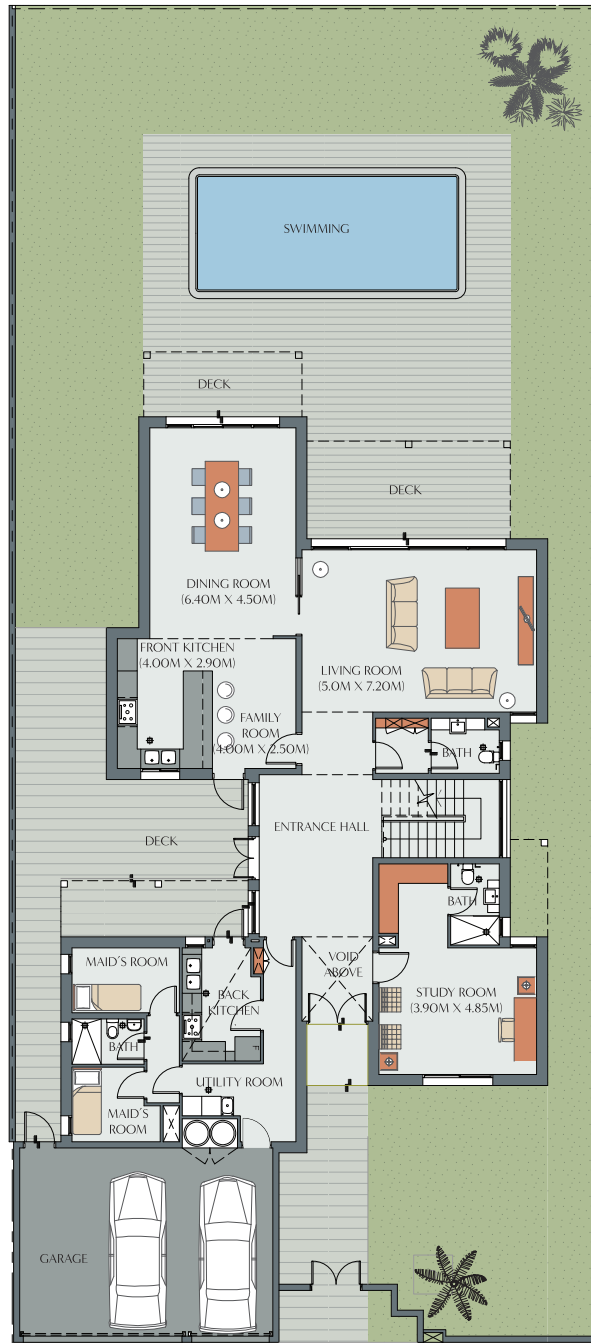 SWIMMING
DECK
DECK
DINING ROOM
(6.40M X 4.50M)
FRONT KITCHEN
(4.00M X 2.90M)
LIVING ROOM
(5.0M X 7.20M)
FAMILY
ROOM
(4.00M X 2.50M)
BATH
ENTRANCE HALL
DECK
BATH
MAID'S ROOM
VOID
ABOVE
BACK
KITCHEN
STUDY ROOM
(3.90M X 4.85M)
BATH
UTILITY ROOM
MAID'S
ROOM
GARAGE